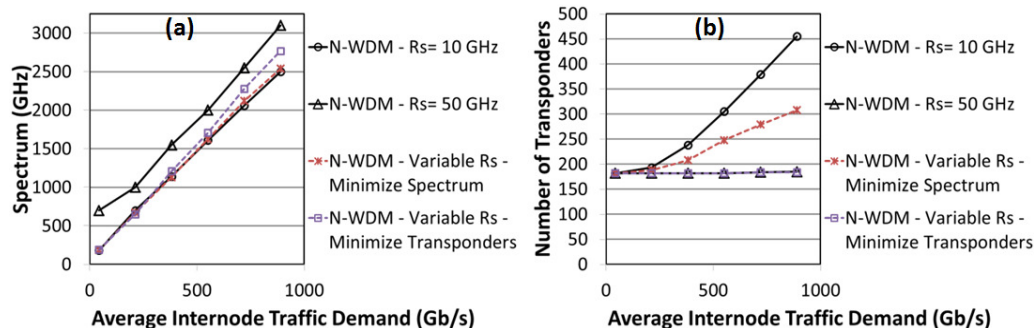 (a)
3000
2500
2000
1500
1000
500
0
Spectrum (GHz)
0
500
1000
Average Internode Traffic Demand (Gb/s)
N-WDM - Rs= 10 GHz
N-WDM - Rs= 50 GHz
N-WDM - Variable Rs -
Minimize Spectrum
N-WDM - Variable Rs -
Minimize Transponders
(b)
500
450
400
350
300
250
200
150
100
50
0
Number of Transponders
0
500
1000
Average Internode Traffic Demand (Gb/s)
N-WDM - Rs= 10 GHz
N-WDM - Rs= 50 GHz
N-WDM - Variable Rs -
Minimize Spectrum
N-WDM - Variable Rs -
Minimize Transponders